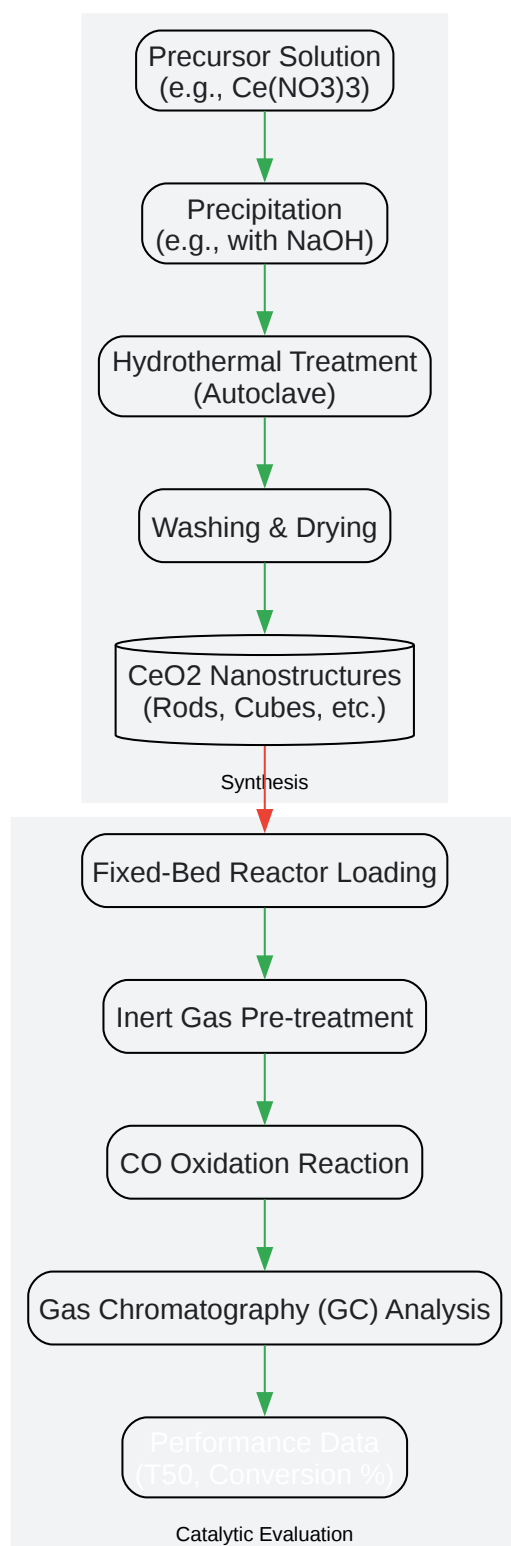 Precursor Solution
(e.g., Ce(NO3)3)
Precipitation
(e.g., with NaOH)
Hydrothermal Treatment
(Autoclave)
Washing & Drying
CeO2 Nanostructures
(Rods, Cubes, etc.)
Synthesis
Fixed-Bed Reactor Loading
Inert Gas Pre-treatment
CO Oxidation Reaction
Gas Chromatography (GC) Analysis
Performance Data
(T50, Conversion %)
Catalytic Evaluation